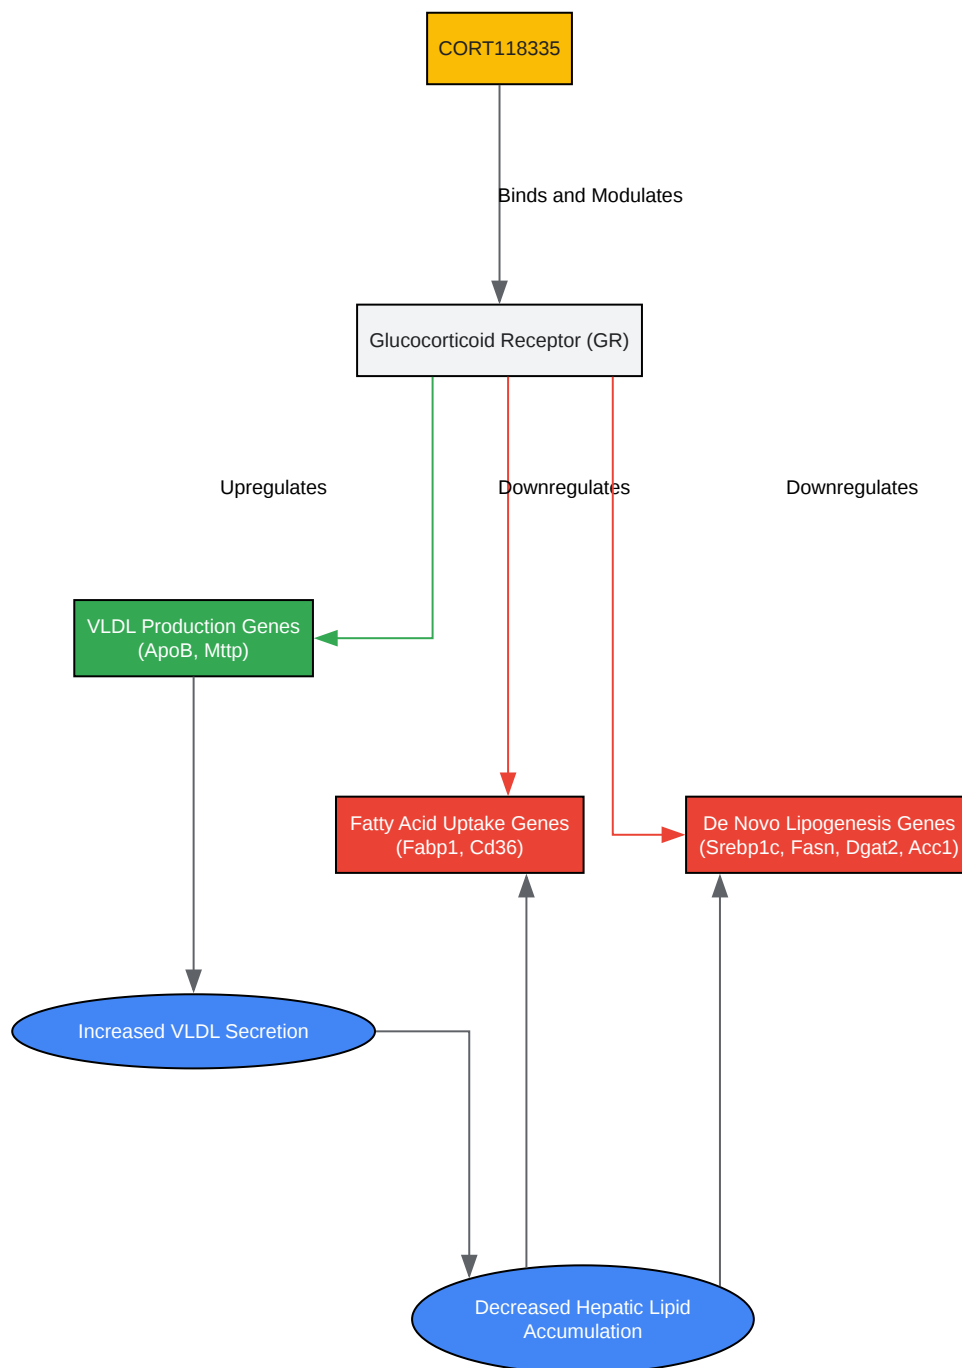 CORT118335
Binds and Modulates
Glucocorticoid Receptor (GR)
Upregulates
Downregulates
Downregulates
VLDL Production Genes
(ApoB, Mttp)
Fatty Acid Uptake Genes
(Fabp1, Cd36)
De Novo Lipogenesis Genes
(Srebp1c, Fasn, Dgat2, Acc1)
Increased VLDL Secretion
Decreased Hepatic Lipid
Accumulation